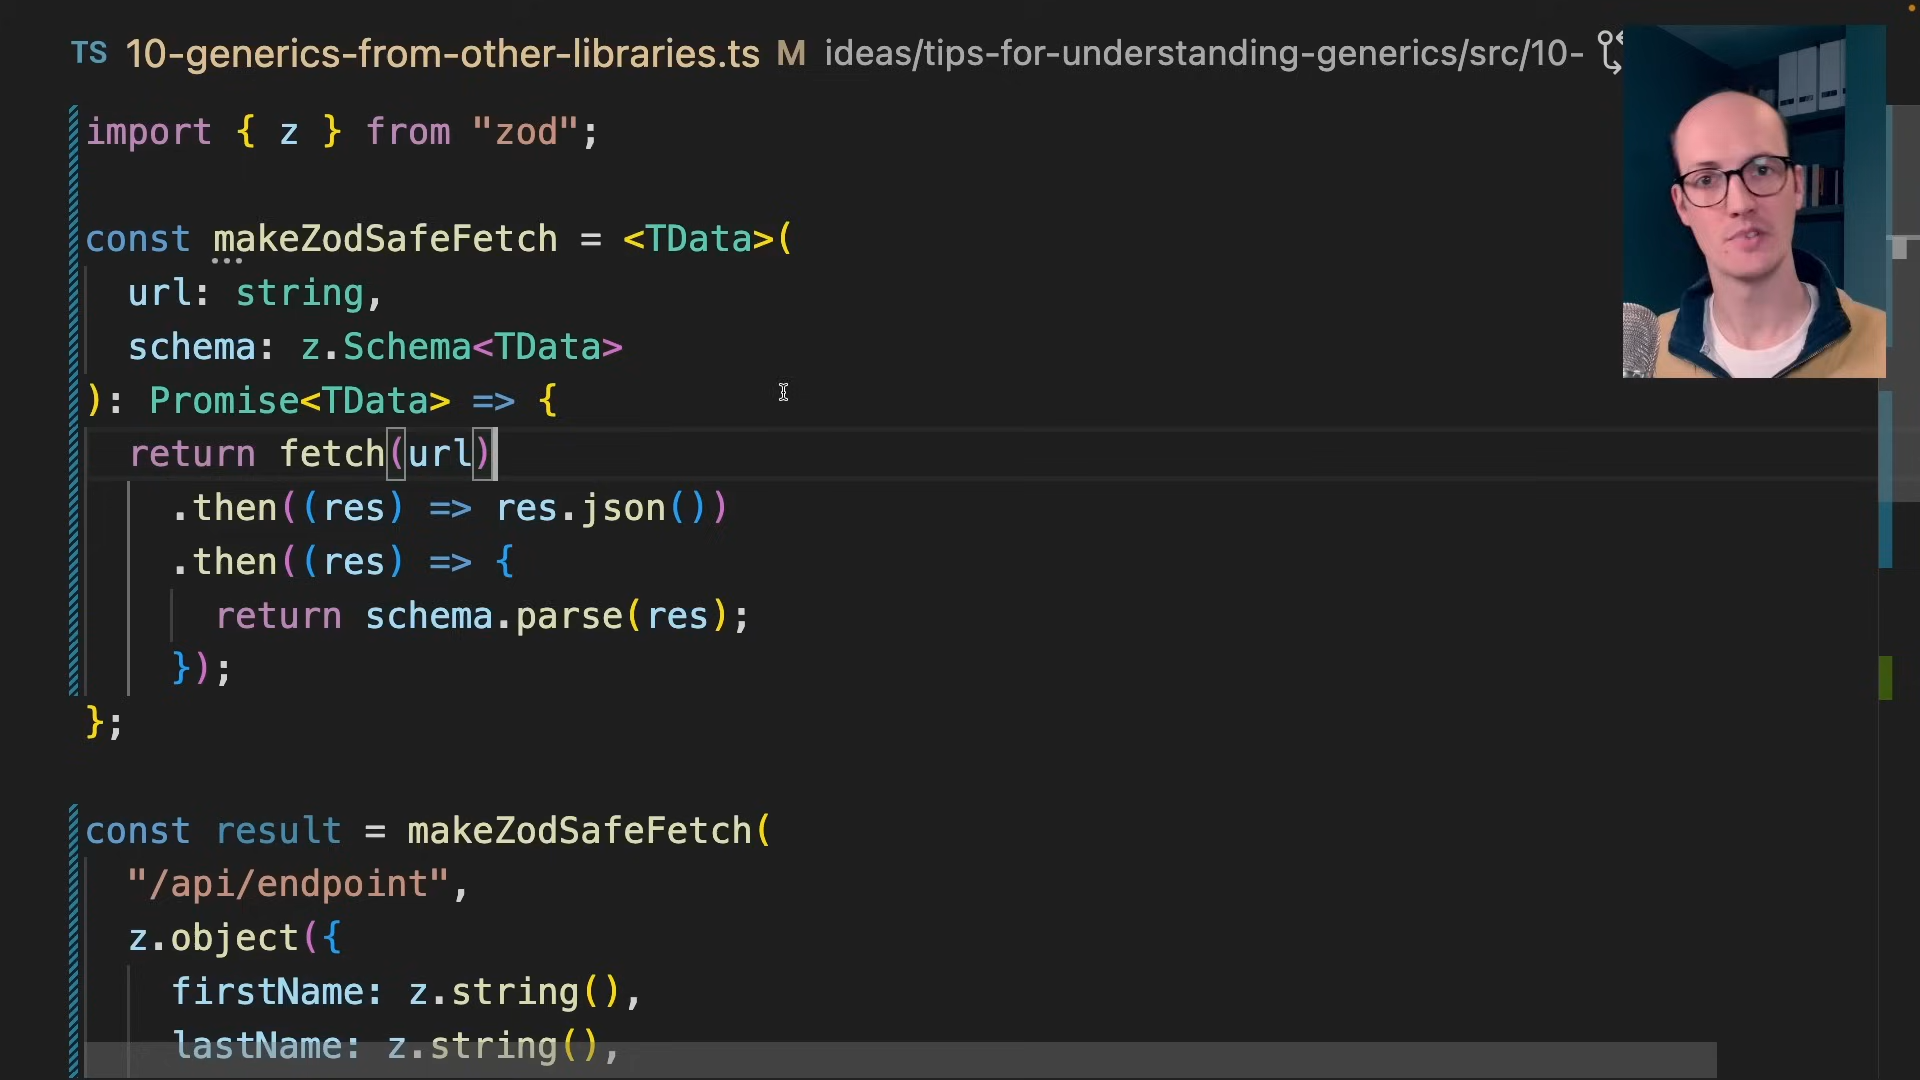 TS 10-generics-from-other-libraries.ts M ideas/tips-for-understanding-generics/src/10-
import { z } from "zod";
const makeZodSafeFetch = <TData>(
url: string,
schema: z.Schema<TData>
): Promise<TData> => {
return fetch(url)
.then((res) => res.json())
.then((res) => {
return schema.parse(res);
});
};
const result = makeZodSafeFetch(
"/api/endpoint",
z.object({
firstName: z.string(),
lastName: z.string(),